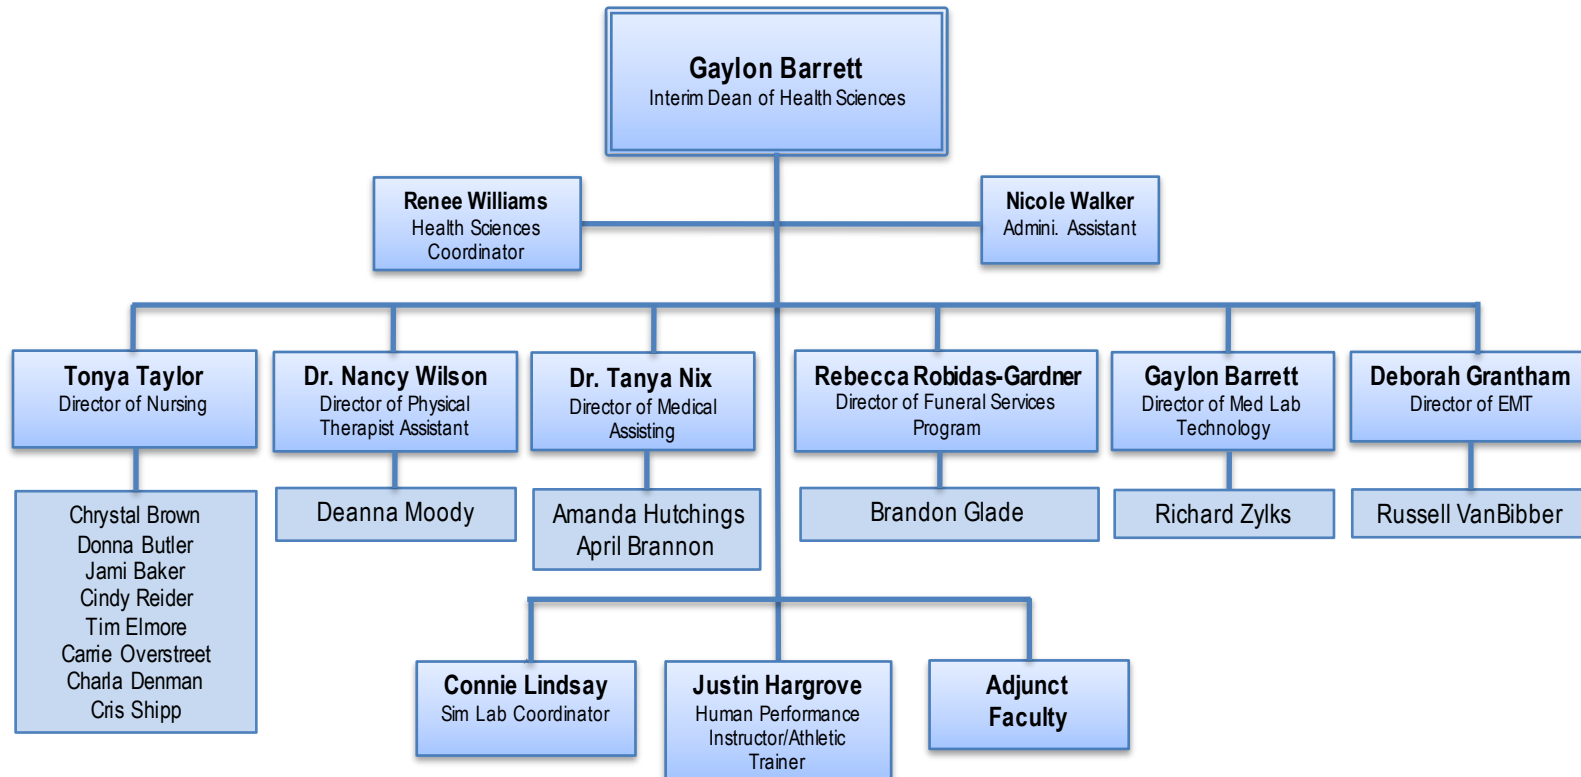 Gaylon Barrett
Interim Dean of Health Sciences
Renee Williams
Health Sciences
Coordinator
Nicole Walker
Admini. Assistant
Tonya Taylor
Director of Nursing
Dr. Nancy Wilson
Director of Physical
Therapist Assistant
Dr. Tanya Nix
Director of Medical
Assisting
Rebecca Robidas-Gardner
Director of Funeral Services
Program
Gaylon Barrett
Director of Med Lab
Technology
Deborah Grantham
Director of EMT
Chrystal Brown
Donna Butler
Jami Baker
Cindy Reider
Tim Elmore
Carrie Overstreet
Charla Denman
Cris Shipp
Deanna Moody
Amanda Hutchings
April Brannon
Brandon Glade
Richard Zylks
Russell VanBibber
Connie Lindsay
Sim Lab Coordinator
Justin Hargrove
Human Performance
Instructor/Athletic
Trainer
Adjunct
Faculty